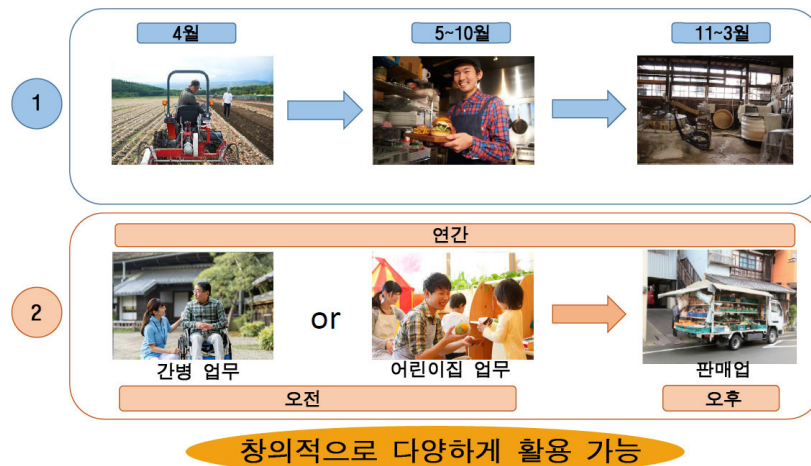 4월
5~10월
11~3월
1
연간
2
or
간병 업무
어린이집 업무
판매업
오전
오후
창의적으로 다양하게 활용 가능